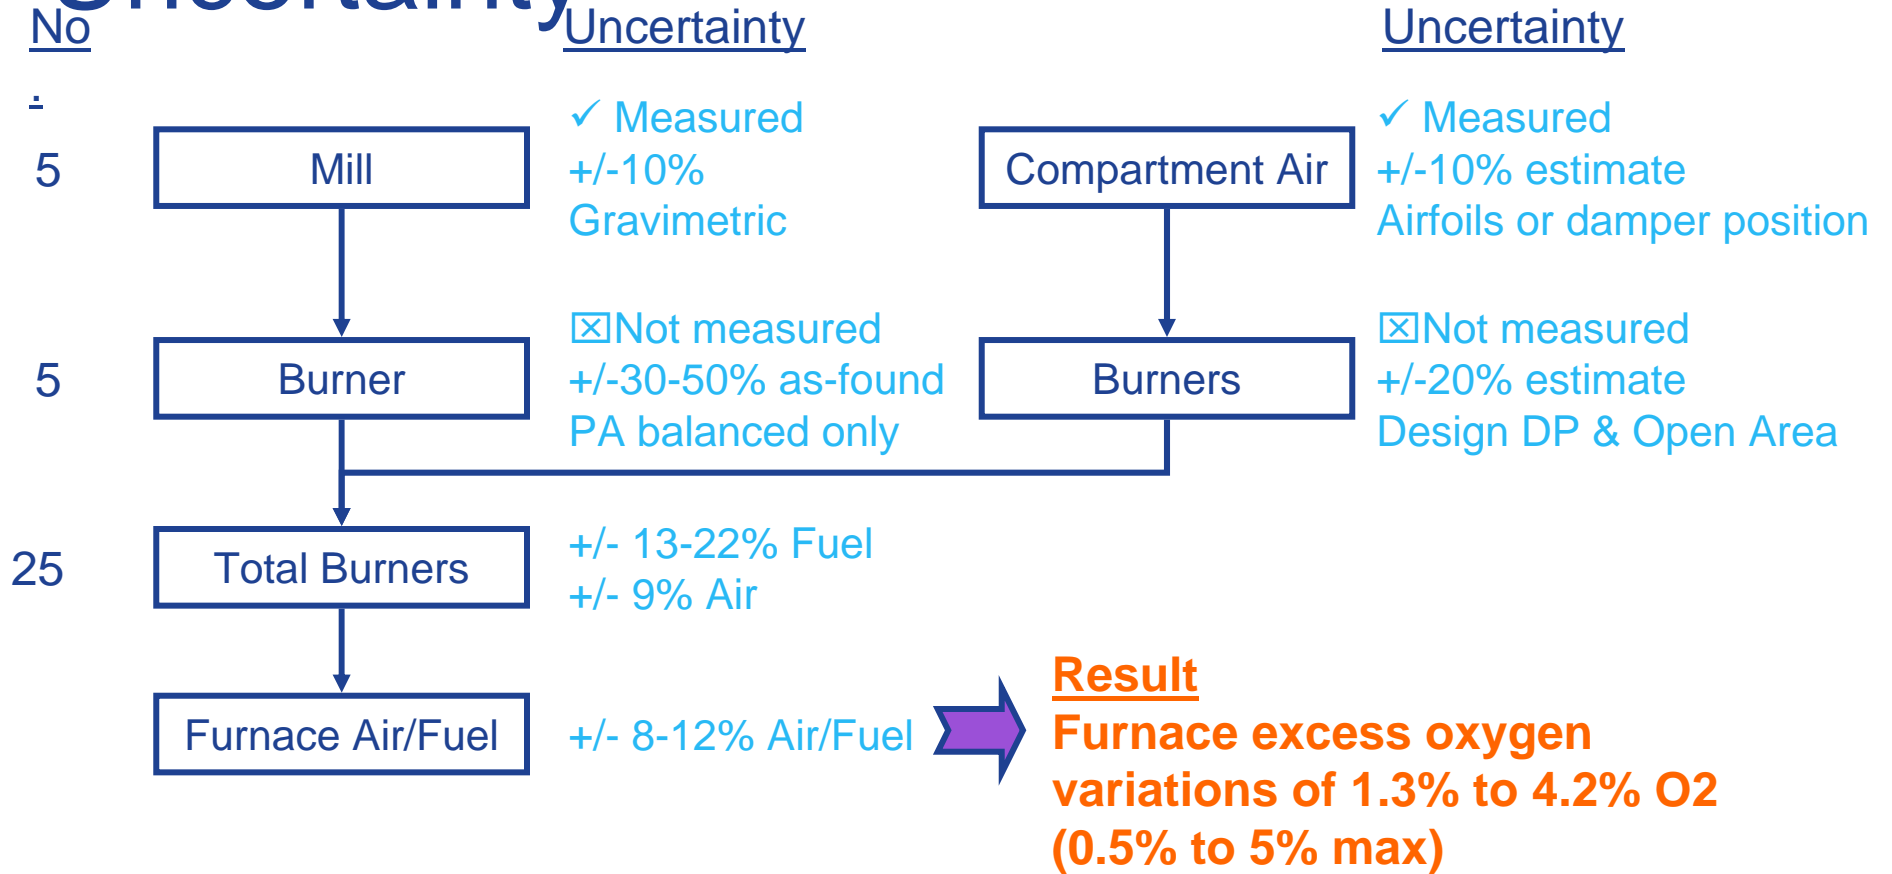 Uncertainty
No
.
Uncertainty
Uncertainty
5
Mill
✓ Measured
+/-10%
Gravimetric
Compartment Air
✓ Measured
+/-10% estimate
Airfoils or damper position
5
Burner
☒Not measured
+/-30-50% as-found
PA balanced only
Burners
☒Not measured
+/-20% estimate
Design DP & Open Area
25
Total Burners
+/- 13-22% Fuel
+/- 9% Air
Furnace Air/Fuel
+/- 8-12% Air/Fuel
Result
Furnace excess oxygen
variations of 1.3% to 4.2% O2
(0.5% to 5% max)